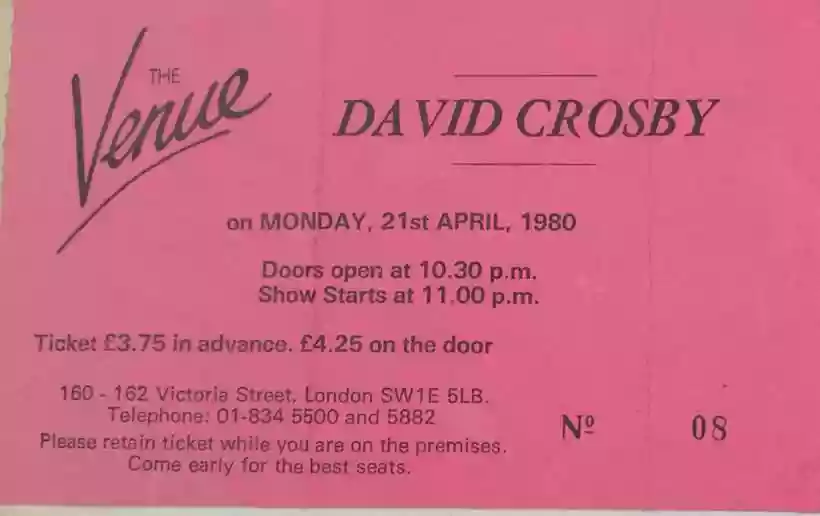 THE
Venue
DAVID CROSBY
on MONDAY, 21st APRIL, 1980
Doors open at 10.30 p.m.
Show Starts at 11.00 p.m.
Ticket £3.75 in advance. £4.25 on the door
160 - 162 Victoria Street, London SW1E 5LB.
Telephone: 01-834 5500 and 5882
Please retain ticket while you are on the premises.
Come early for the best seats.
Nº 08